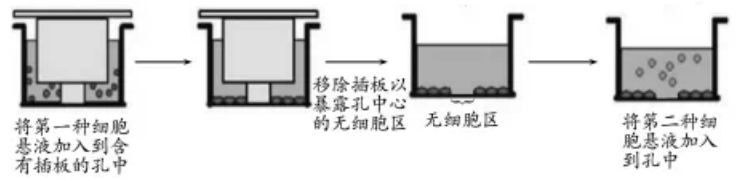 将第一种细胞
悬液加入到含
有插板的孔中
移除插板以
暴露孔中心
的无细胞区
无细胞区
将第二种细
胞悬液加入
到孔中